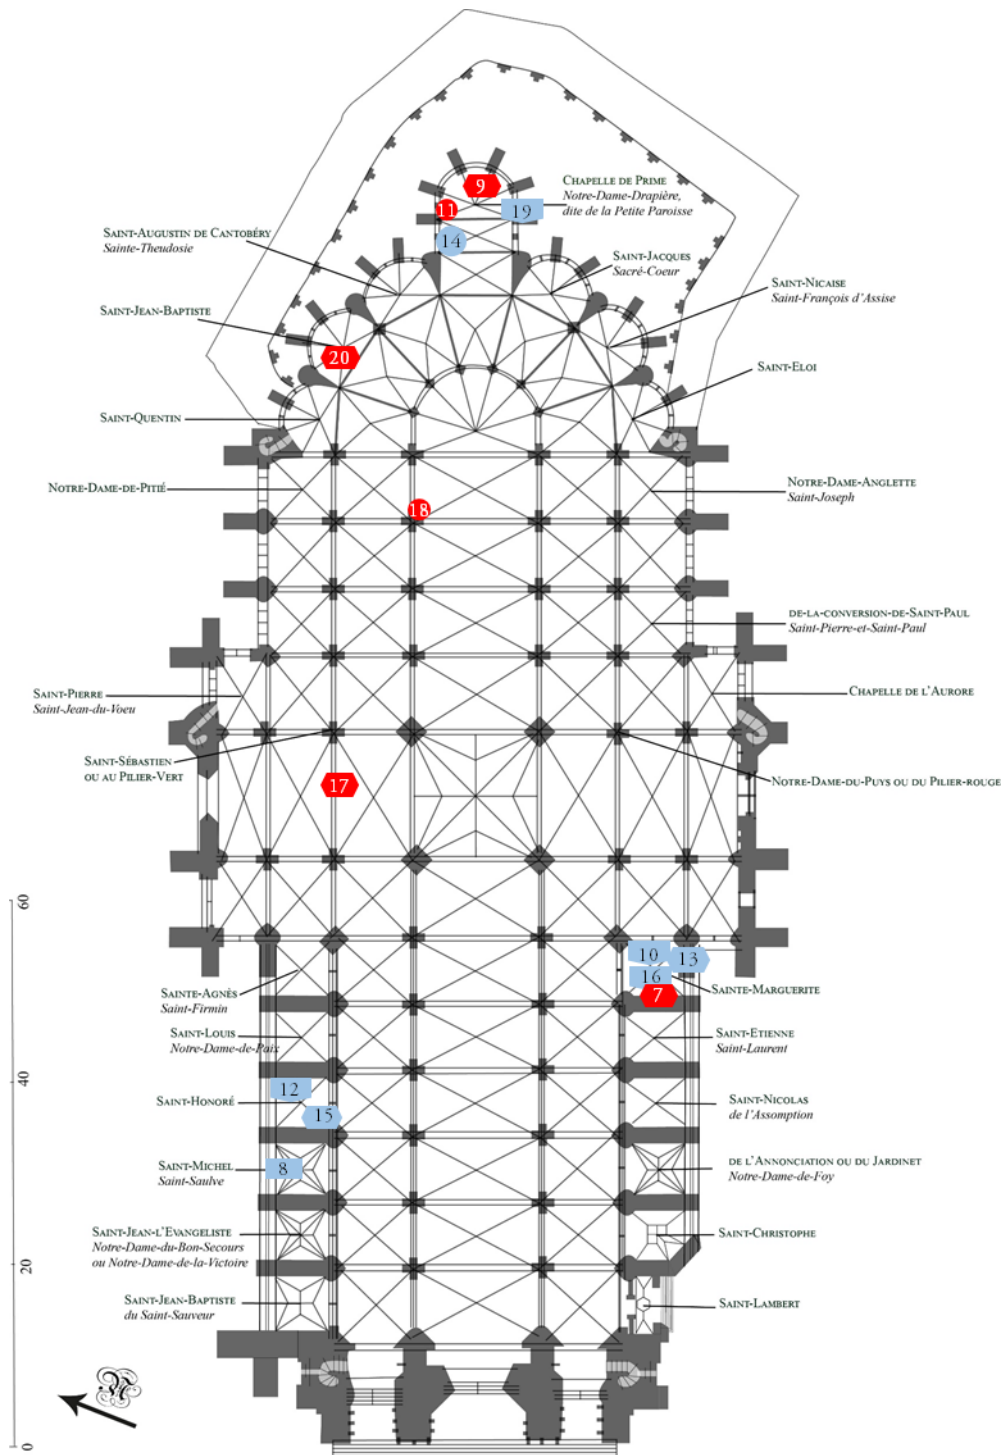 9
CHAPELLE DE PRIME
Notre-Dame-Drapière,
dite de la Petite Paroisse
11
19
14
SAINT-AUGUSTIN DE CANTOBÉRY
Sainte-Theudosie
SAINT-JACQUES
Sacré-Coeur
SAINT-NICAISE
Saint-François d'Assise
SAINT-JEAN-BAPTISTE
20
SAINT-ELOI
SAINT-QUENTIN
NOTRE-DAME-DE-PITIÉ
NOTRE-DAME-ANGLETTE
Saint-Joseph
18
DE-LA-CONVERSION-DE-SAINT-PAUL
Saint-Pierre-et-Saint-Paul
SAINT-PIERRE
Saint-Jean-du-Voeu
CHAPELLE DE L'AURORE
SAINT-SÉBASTIEN
OU AU PILIER-VERT
17
NOTRE-DAME-DU-PUYS OU DU PILIER-ROUGE
60
10
13
16
7
SAINTE-MARGUERITE
SAINTE-AGNÈS
Saint-Firmin
SAINT-LOUIS
Notre-Dame-de-Paix
SAINT-ETIENNE
Saint-Laurent
40
12
SAINT-HONORÉ
15
SAINT-NICOLAS
de l'Assomption
SAINT-MICHEL
Saint-Saulve
8
DE L'ANNONCIATION OU DU JARDINET
Notre-Dame-de-Foy
SAINT-JEAN-L'EVANGELISTE
Notre-Dame-du-Bon-Secours
ou Notre-Dame-de-la-Victoire
SAINT-CHRISTOPHE
20
SAINT-JEAN-BAPTISTE
du Saint-Sauveur
SAINT-LAMBERT
N
0